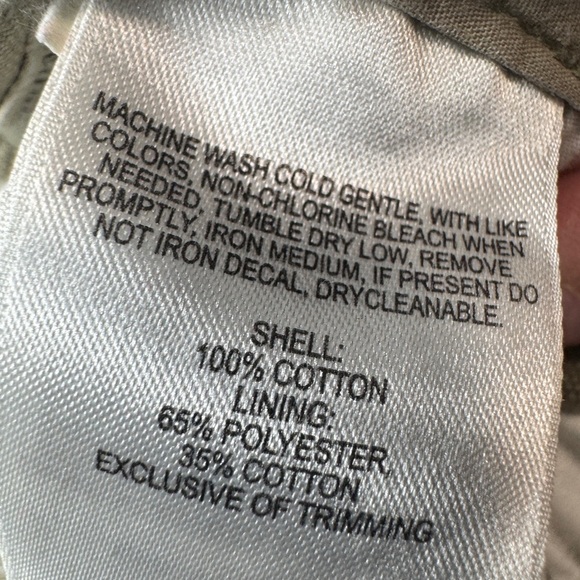 MACHINE WASH COLD GENTLE, WITH LIKE
COLORS, NON-CHLORINE BLEACH WHEN
NEEDED, TUMBLE DRY LOW, REMOVE
PROMPTLY, IRON MEDIUM, IF PRESENT DO
NOT IRON DECAL, DRYCLEANABLE.
SHELL:
100% COTTON
LINING:
65% POLYESTER
35% COTTON
EXCLUSIVE OF TRIMMING